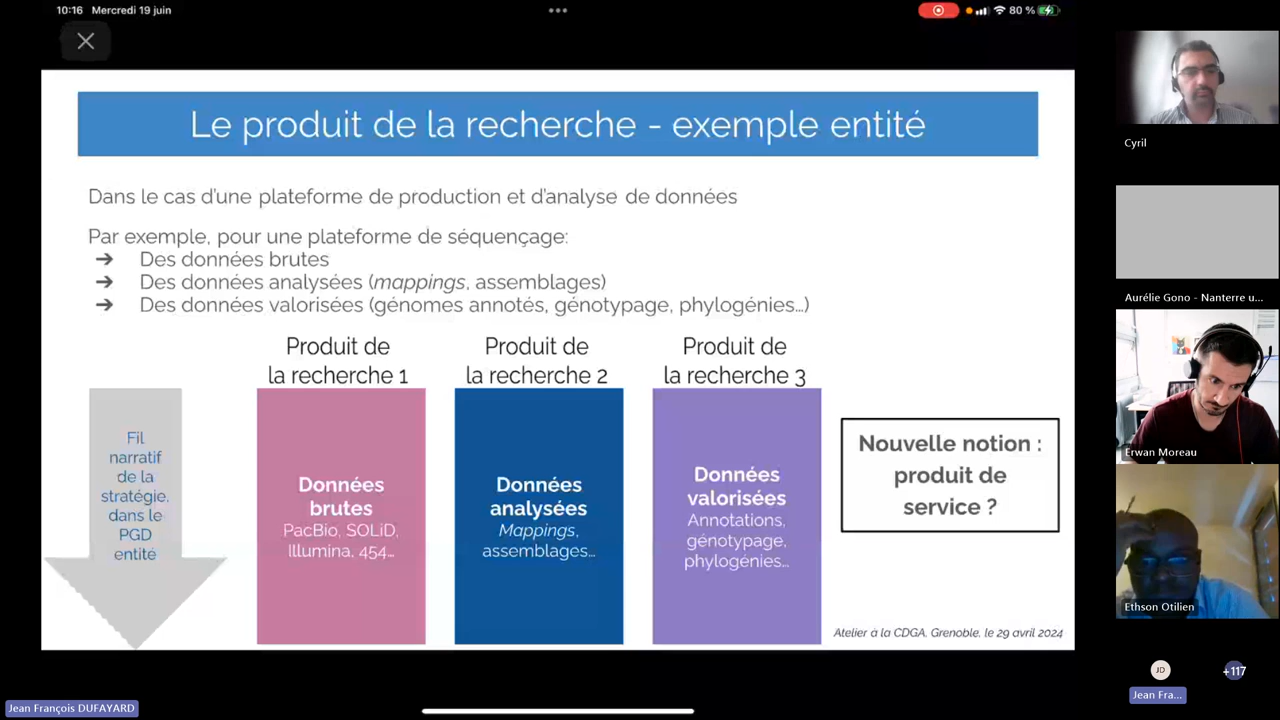 10:16 Mercredi 19 juin
80 %
Le produit de la recherche - exemple entité
Dans le cas d'une plateforme de production et d'analyse de données
Par exemple, pour une plateforme de séquençage:
➔ Des données brutes
➔ Des données analysées (mappings, assemblages)
➔ Des données valorisées (génomes annotés, génotypage, phylogénies…)
Fil
narratif
de la
stratégie.
dans le
PGD
entité
Produit de
la recherche 1
Données
brutes
PacBio, SOLiD,
Illumina, 454…
Produit de
la recherche 2
Données
analysées
Mappings,
assemblages…
Produit de
la recherche 3
Données
valorisées
Annotations,
génotypage,
phylogénies…
Nouvelle notion :
produit de
service ?
Atelier à la CDGA. Grenoble, le 29 avril 2024
Jean François DUFAYARD
Cyril
Aurélie Gono - Nanterre u...
Erwan Moreau
Ethson Otilien
JD
Jean Fra...
+117